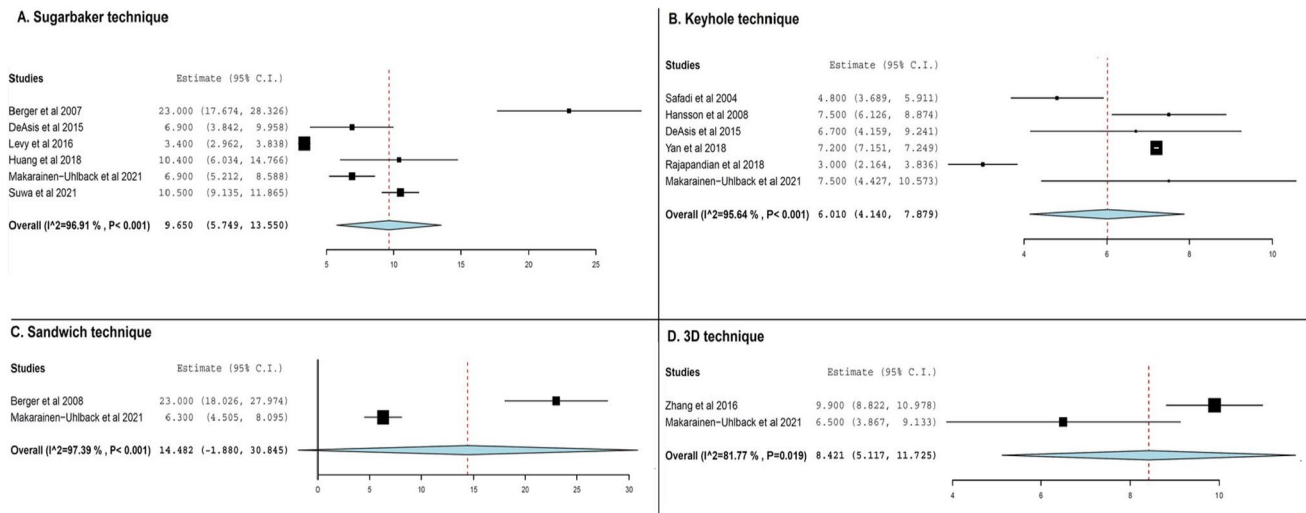 A. Sugarbaker technique
Studies Estimate (95% C.I.)
Berger et al 2007 23.000 (17.674, 28.326)
DeAsis et al 2015 6.900 (3.842, 9.958)
Levy et al 2016 3.400 (2.962, 3.838)
Huang et al 2018 10.400 (6.034, 14.766)
Makarainen-Uhlback et al 2021 6.900 (5.212, 8.588)
Suwa et al 2021 10.500 (9.135, 11.865)
Overall (I^2=96.91 % , P< 0.001) 9.650 (5.749, 13.550)
5 10 15 20 25
B. Keyhole technique
Studies Estimate (95% C.I.)
Safadi et al 2004 4.800 (3.689, 5.911)
Hansson et al 2008 7.500 (6.126, 8.874)
DeAsis et al 2015 6.700 (4.159, 9.241)
Yan et al 2018 7.200 (7.151, 7.249)
Rajapandian et al 2018 3.000 (2.164, 3.836)
Makarainen-Uhlback et al 2021 7.500 (4.427, 10.573)
Overall (I^2=95.64 % , P< 0.001) 6.010 (4.140, 7.879)
4 6 8 10
C. Sandwich technique
Studies Estimate (95% C.I.)
Berger et al 2008 23.000 (18.026, 27.974)
Makarainen-Uhlback et al 2021 6.300 (4.505, 8.095)
Overall (I^2=97.39 % , P< 0.001) 14.482 (-1.880, 30.845)
0 5 10 15 20 25 30
D. 3D technique
Studies Estimate (95% C.I.)
Zhang et al 2016 9.900 (8.822, 10.978)
Makarainen-Uhlback et al 2021 6.500 (3.867, 9.133)
Overall (I^2=81.77 % , P=0.019) 8.421 (5.117, 11.725)
4 6 8 10